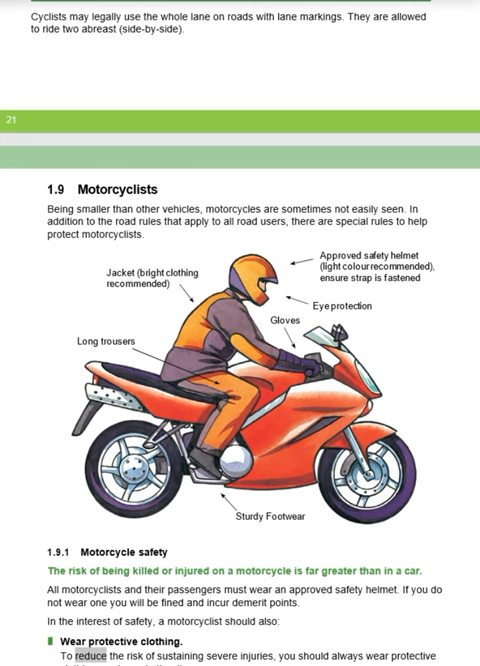 Cyclists may legally use the whole lane on roads with lane markings. They are allowed
to ride two abreast (side-by-side).
21
1.9 Motorcyclists
Being smaller than other vehicles, motorcycles are sometimes not easily seen. In
addition to the road rules that apply to all road users, there are special rules to help
protect motorcyclists.
Approved safety helmet
(light colour recommended),
ensure strap is fastened
Jacket (bright clothing
recommended)
Eye protection
Gloves
Long trousers
Sturdy Footwear
1.9.1 Motorcycle safety
The risk of being killed or injured on a motorcycle is far greater than in a car.
All motorcyclists and their passengers must wear an approved safety helmet. If you do
not wear one you will be fined and incur demerit points.
In the interest of safety, a motorcyclist should also:
Wear protective clothing.
To reduce the risk of sustaining severe injuries, you should always wear protective